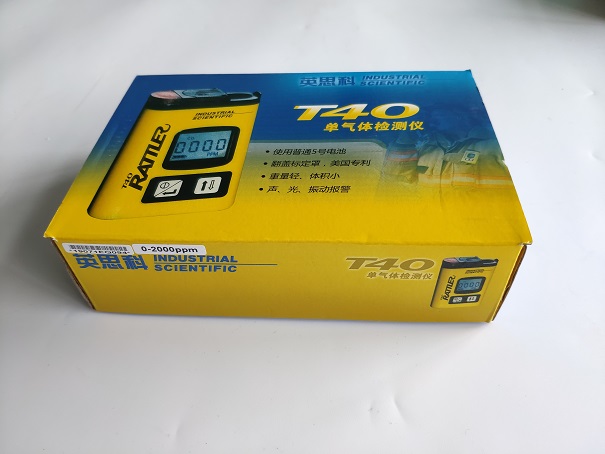 英思科 INDUSTRIAL SCIENTIFIC
T40
单气体检测仪
• 使用普通5号电池
• 翻盖标定罩，美国专利
• 重量轻、体积小
• 声、光、振动报警
INDUSTRIAL
SCIENTIFIC
T40 RATTLER
0000
PPM
0-2000ppm
英思科 INDUSTRIAL
SCIENTIFIC
T40
单气体检测仪
RATTLER